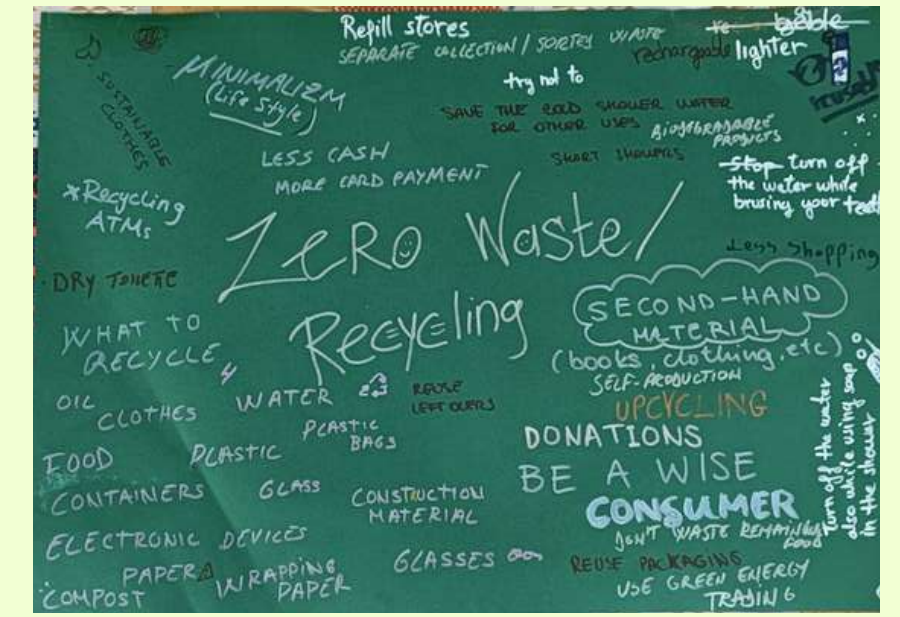 Refill stores
SEPARATE COLLECTION / SORTED WASTE
rechargeable lighter
SUSTAINABLE
CLOTHES
MINIMALIZM
(Life Style)
try not to
SAVE THE COLD SHOWER WATER
FOR OTHER USES
BIODEGRADABLE
PRODUCTS
SHORT SHOWERS
LESS CASH
MORE CARD PAYMENT
Stop turn off
the water while
brusing your teeth
*Recycling
ATMs
ZERO Waste/
Recycling
Less shopping
SECOND-HAND
MATERIAL
(books, clothing, etc)
SELF-PRODUCTION
UPCYCLING
DONATIONS
BE A WISE
CONSUMER
DON'T WASTE REMAINING
FOOD
REUSE PACKAGING
USE GREEN ENERGY
TRADING
Turn off the water
also while using soap
in the shower
WHAT TO
RECYCLE
OIL
CLOTHES
WATER
REUSE
LEFT OVERS
PLASTIC
BAGS
FOOD
PLASTIC
CONTAINERS
GLASS
CONSTRUCTION
MATERIAL
ELECTRONIC DEVICES
GLASSES
PAPER
WRAPPING
PAPER
COMPOST